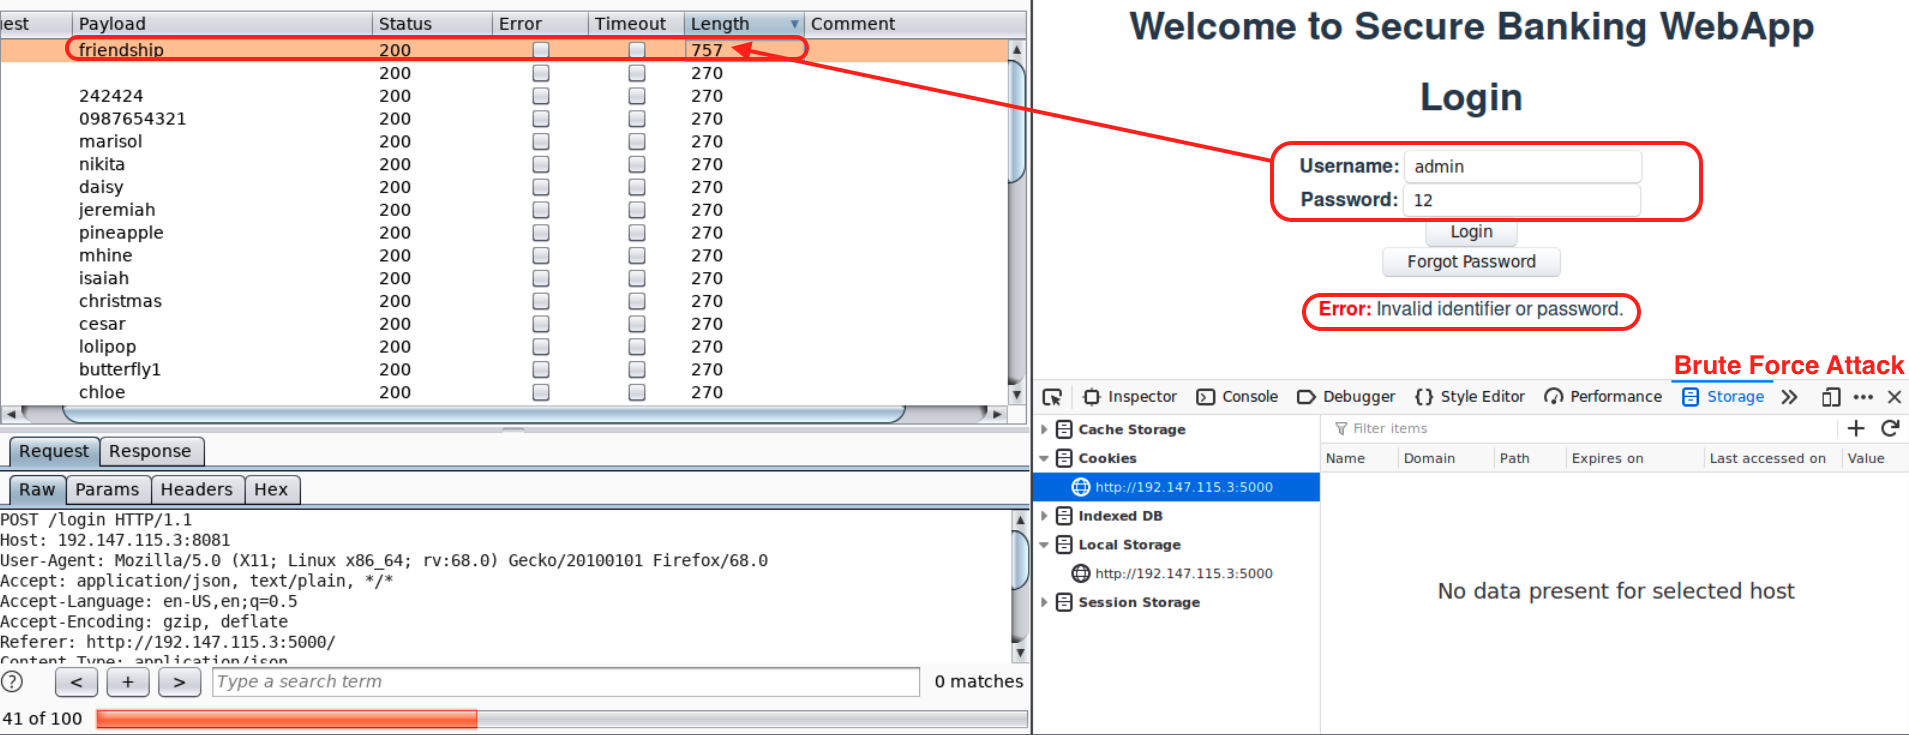 uest Payload Status Error Timeout Length Comment
friendship 200 757
200 270
242424 200 270
0987654321 200 270
marisol 200 270
nikita 200 270
daisy 200 270
jeremiah 200 270
pineapple 200 270
mhine 200 270
isaiah 200 270
christmas 200 270
cesar 200 270
lolipop 200 270
butterfly1 200 270
chloe 200 270
Request Response
Raw Params Headers Hex
POST /login HTTP/1.1
Host: 192.147.115.3:8081
User-Agent: Mozilla/5.0 (X11; Linux x86_64; rv:68.0) Gecko/20100101 Firefox/68.0
Accept: application/json, text/plain, */*
Accept-Language: en-US,en;q=0.5
Accept-Encoding: gzip, deflate
Referer: http://192.147.115.3:5000/
Content-Type: application/json
? < + > Type a search term 0 matches
41 of 100
Welcome to Secure Banking WebApp
Login
Username: admin
Password: 12
Login
Forgot Password
Error: Invalid identifier or password.
Brute Force Attack
Inspector Console Debugger {} Style Editor Performance Storage
Cache Storage
Cookies
http://192.147.115.3:5000
Indexed DB
Local Storage
http://192.147.115.3:5000
Session Storage
Filter items
Name Domain Path Expires on Last accessed on Value
No data present for selected host